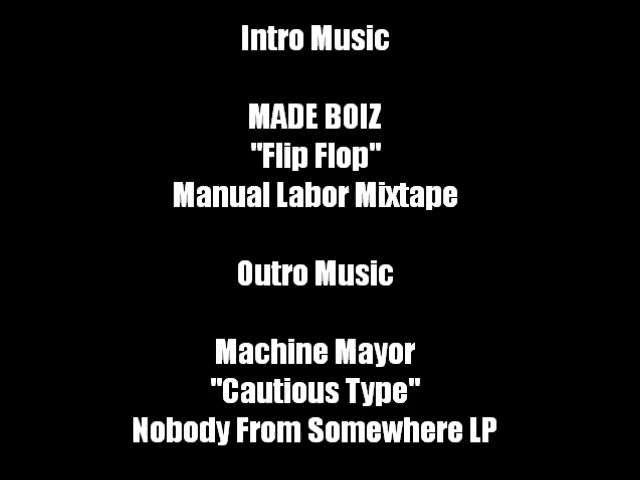 Intro Music
MADE BOIZ
"Flip Flop"
Manual Labor Mixtape
Outro Music
Machine Mayor
"Cautious Type"
Nobody From Somewhere LP